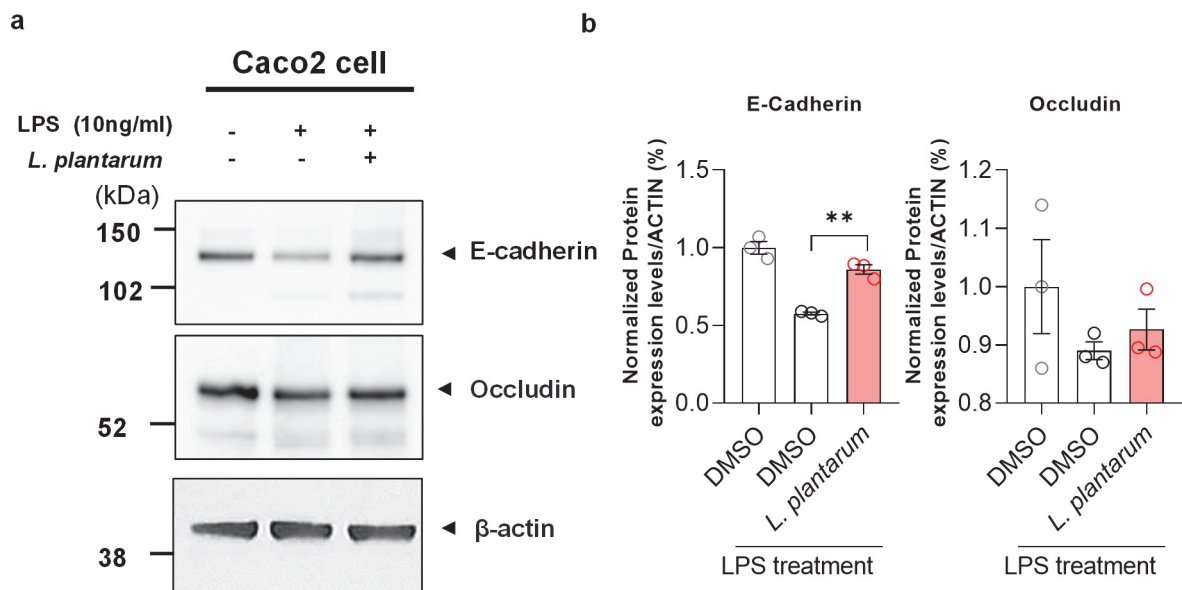 a
Caco2 cell
LPS (10ng/ml) - + +
L. plantarum - - +
(kDa)
150
102
E-cadherin
52
Occludin
38
β-actin
b
E-Cadherin
Normalized Protein
expression levels/ACTIN (%)
1.5
1.0
0.5
0.0
**
DMSO
DMSO
L. plantarum
LPS treatment
Occludin
Normalized Protein
expression levels/ACTIN (%)
1.2
1.1
1.0
0.9
0.8
DMSO
DMSO
L. plantarum
LPS treatment